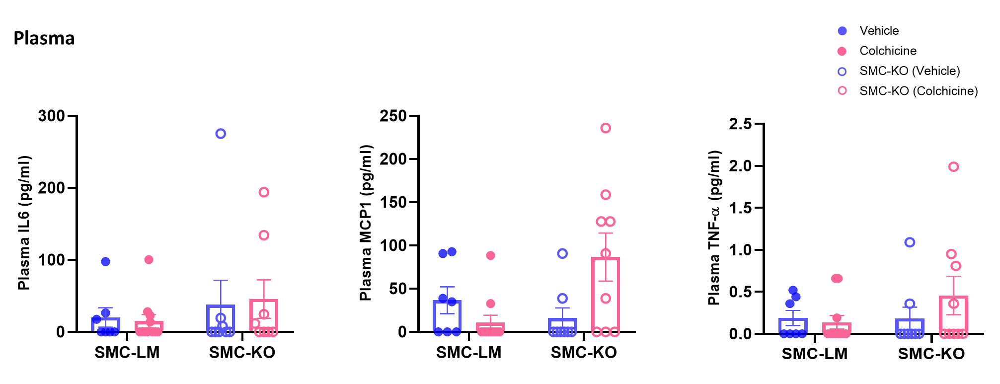 Plasma
Vehicle
Colchicine
SMC-KO (Vehicle)
SMC-KO (Colchicine)
Plasma IL6 (pg/ml)
300
200
100
0
SMC-LM
SMC-KO
Plasma MCP1 (pg/ml)
250
200
150
100
50
0
SMC-LM
SMC-KO
Plasma TNF-α (pg/ml)
2.5
2.0
1.5
1.0
0.5
0.0
SMC-LM
SMC-KO